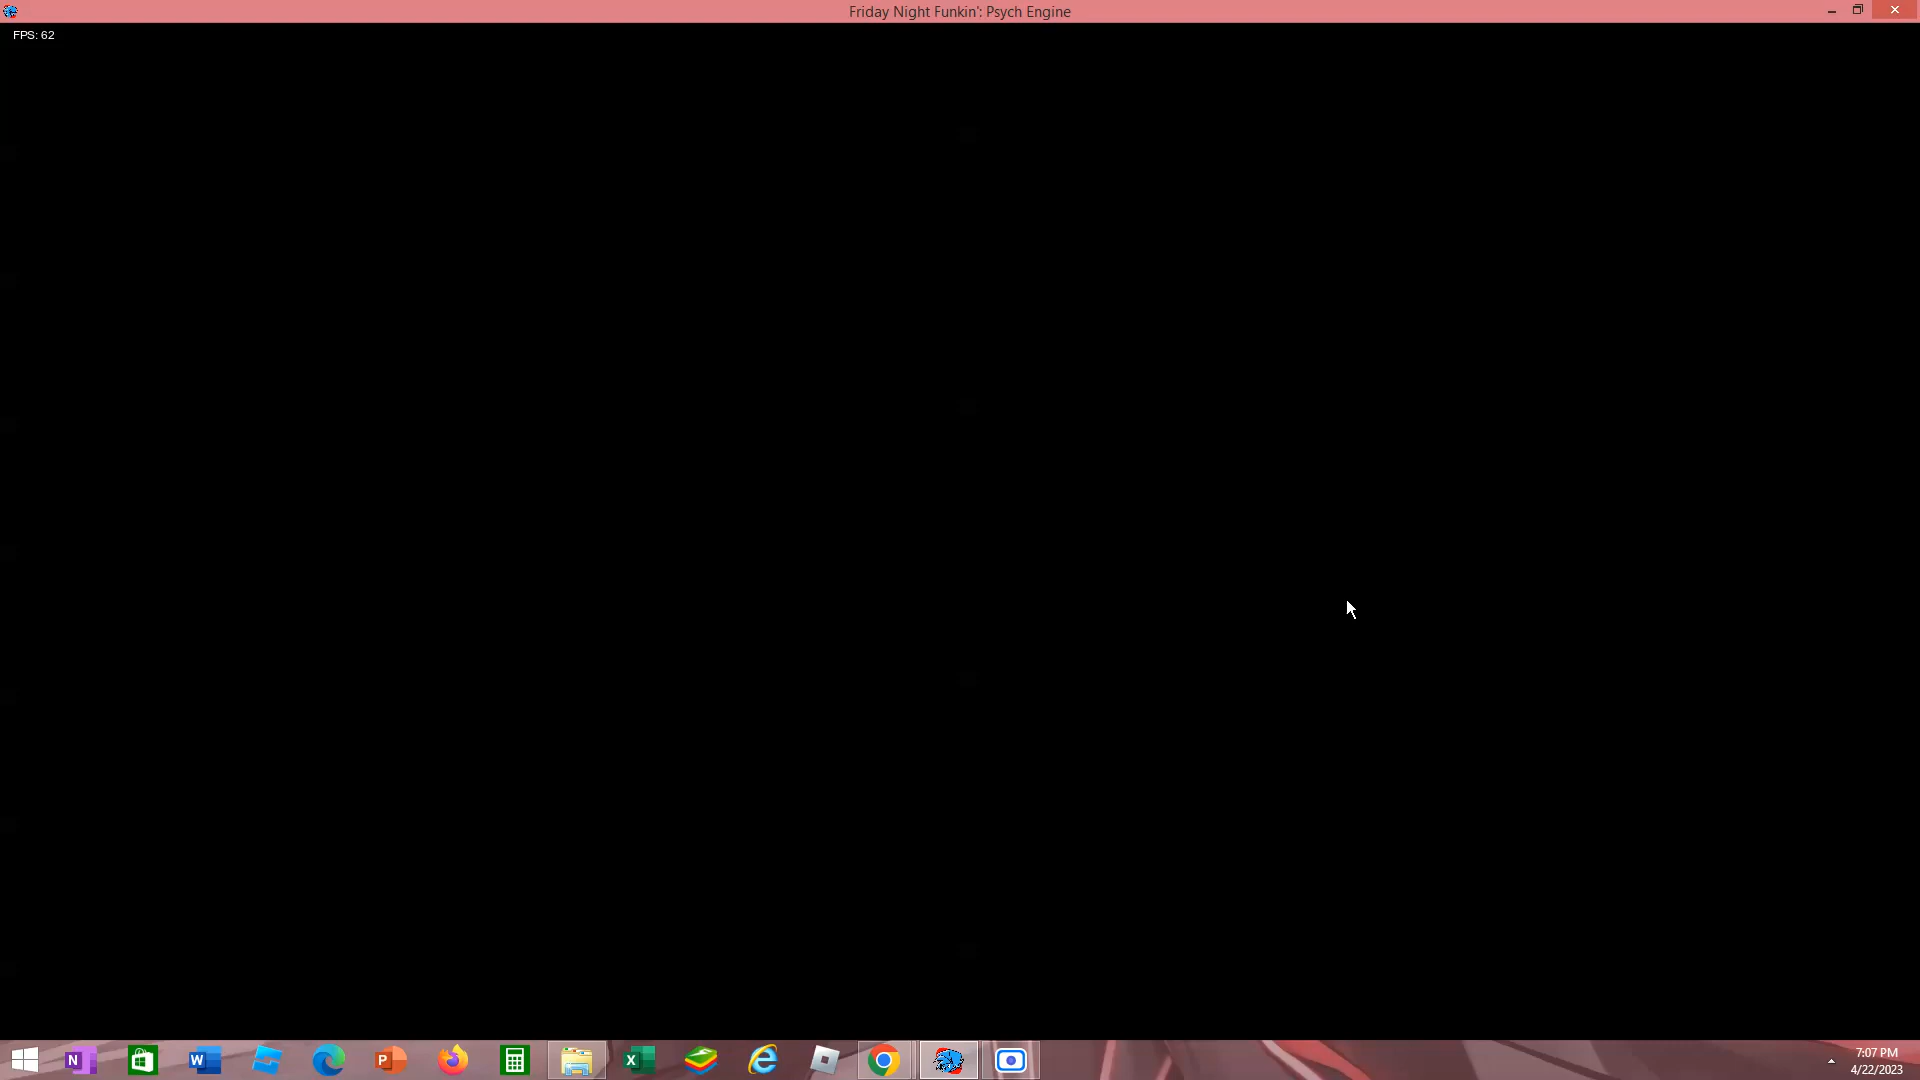 Friday Night Funkin': Psych Engine
FPS: 62
N
W
P
X
7:07 PM
4/22/2023